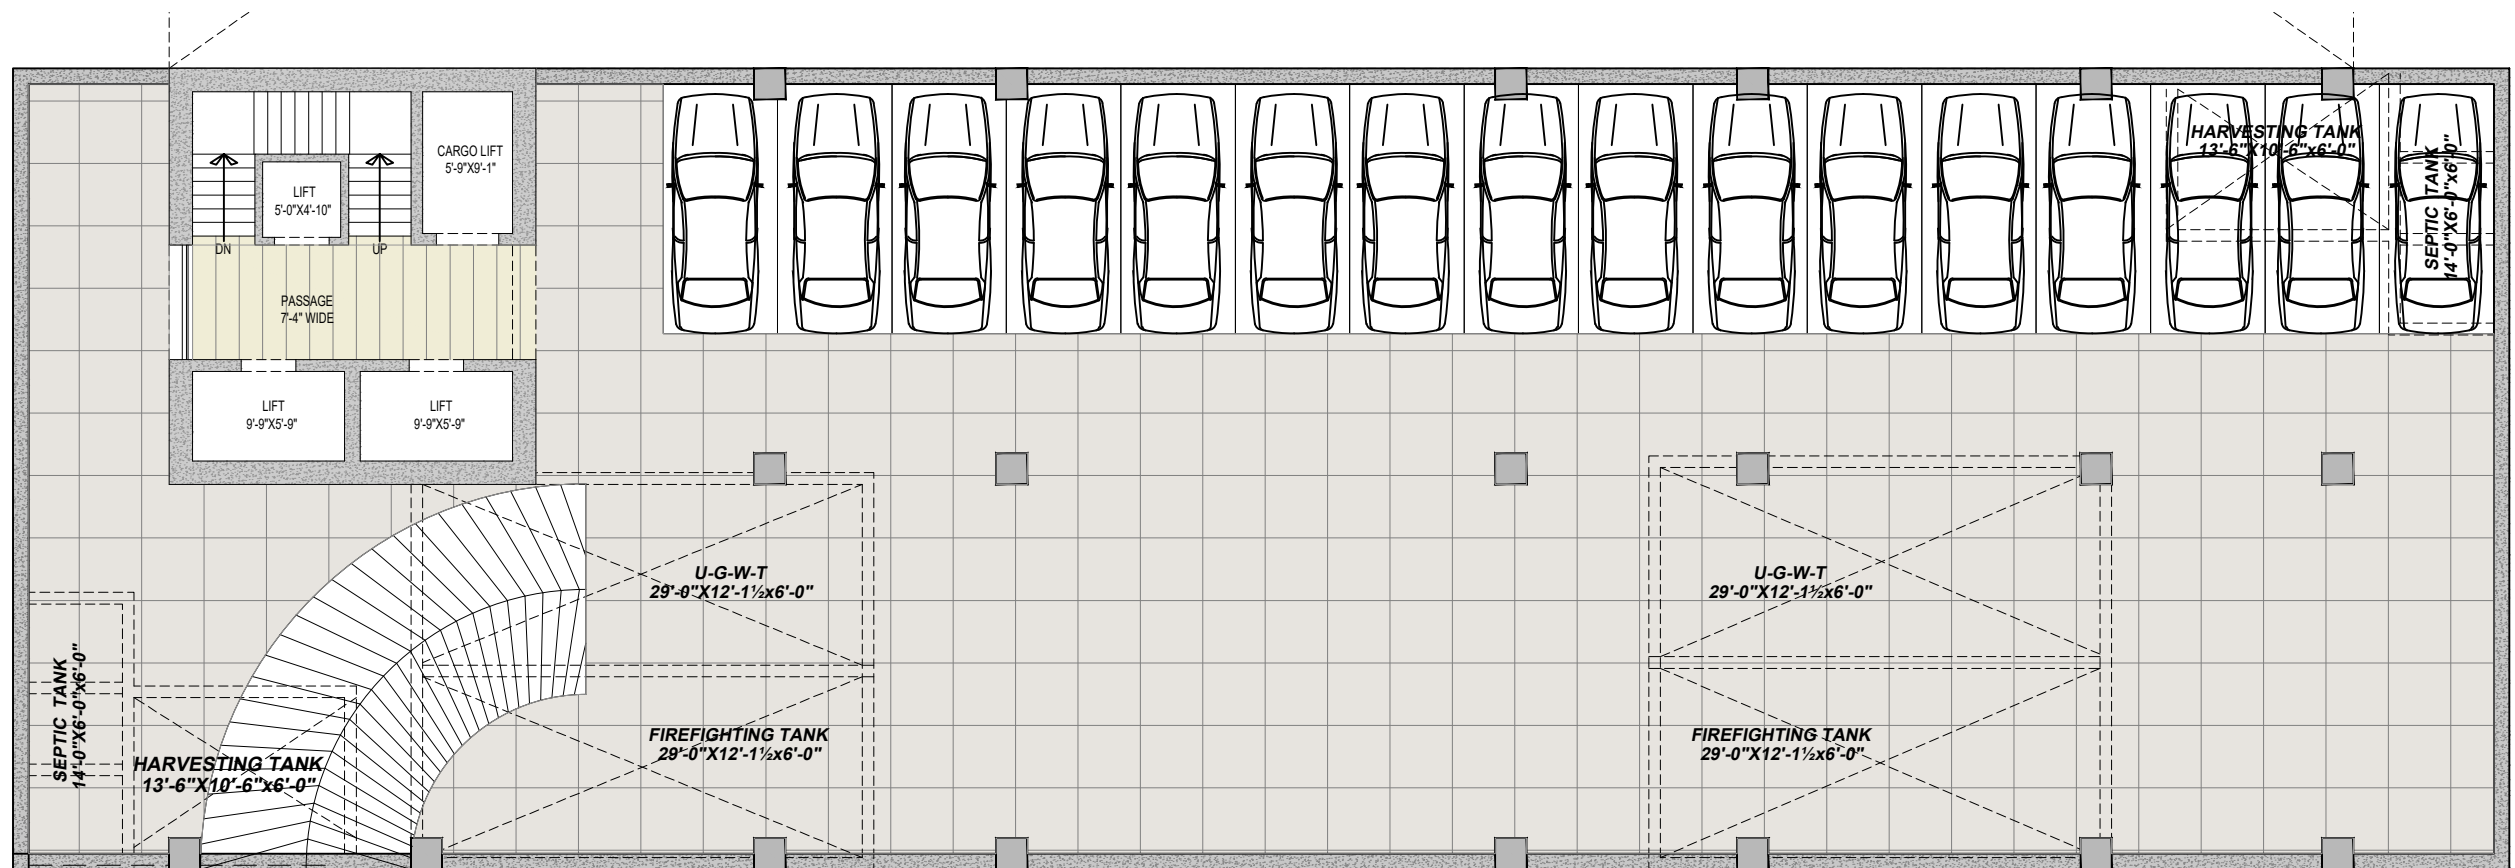 CARGO LIFT
5'-9"X9'-1"
LIFT
5'-0"X4'-10"
DN
UP
PASSAGE
7'-4" WIDE
LIFT
9'-9"X5'-9"
LIFT
9'-9"X5'-9"
HARVESTING TANK
13'-6"X10'-6"x6'-0"
SEPTIC TANK
14'-0"X6'-0"x6'-0"
U-G-W-T
29'-0"X12'-1½x6'-0"
U-G-W-T
29'-0"X12'-1½x6'-0"
SEPTIC TANK
14'-0"X6'-0"x6'-0"
HARVESTING TANK
13'-6"X10'-6"x6'-0"
FIREFIGHTING TANK
29'-0"X12'-1½x6'-0"
FIREFIGHTING TANK
29'-0"X12'-1½x6'-0"